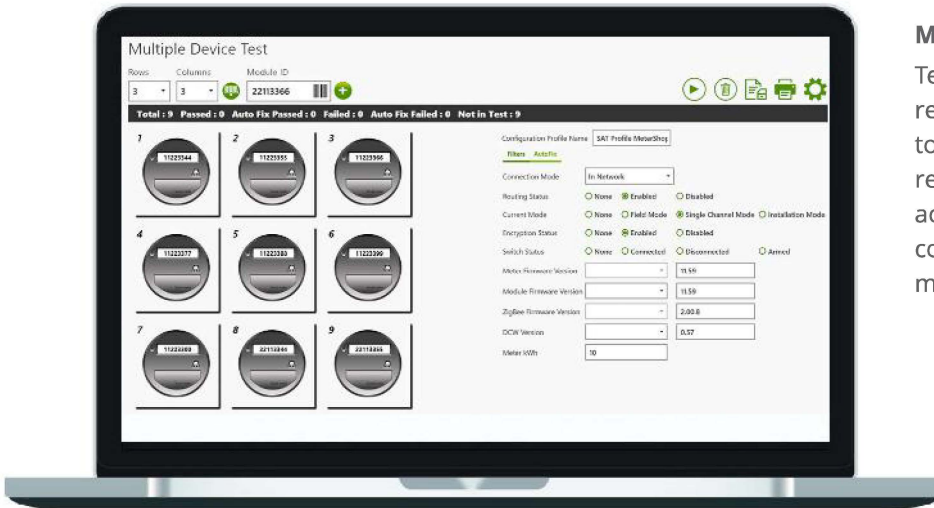 Multiple Device Test
Rows Columns Module ID
3 3 22113366
Total : 9 Passed : 0 Auto Fix Passed : 0 Failed : 0 Auto Fix Failed : 0 Not in Test : 9
1 2 3
11223344 11223355 11223366
4 5 6
11223377 11223388 11223399
7 8 9
22113344 22113355
Configuration Profile Name SAT Profile MeterShop
Filters AutoFix
Connection Mode In Network
Routing Status None Enabled Disabled
Current Mode None Field Mode Single Channel Mode Installation Mode
Encryption Status None Enabled Disabled
Switch Status None Connected Disconnected Armed
Meter Firmware Version 11.59
Module Firmware Version 11.59
ZigBee Firmware Version 2.00.8
DCW Version 0.57
Meter kWh 10
M
Te
re
to
re
ac
co
m